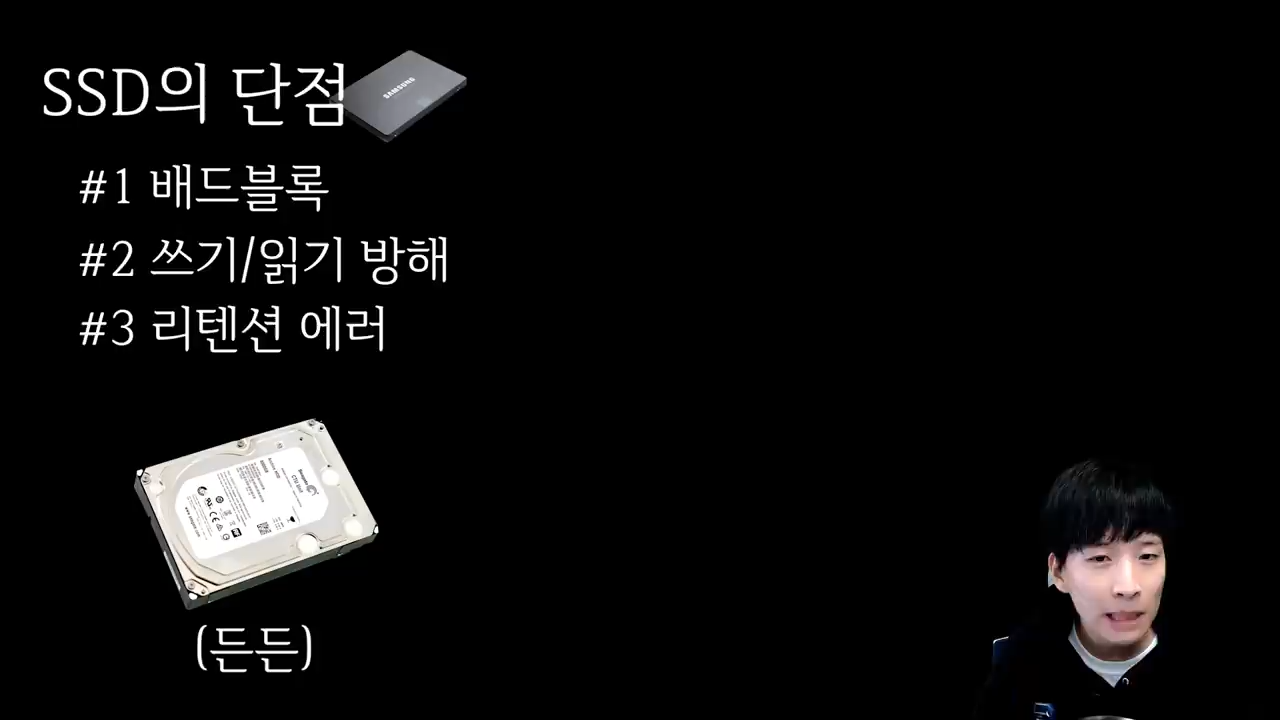 SSD의 단점
SAMSUNG
#1 배드블록
#2 쓰기/읽기 방해
#3 리텐션 에러
(든든)